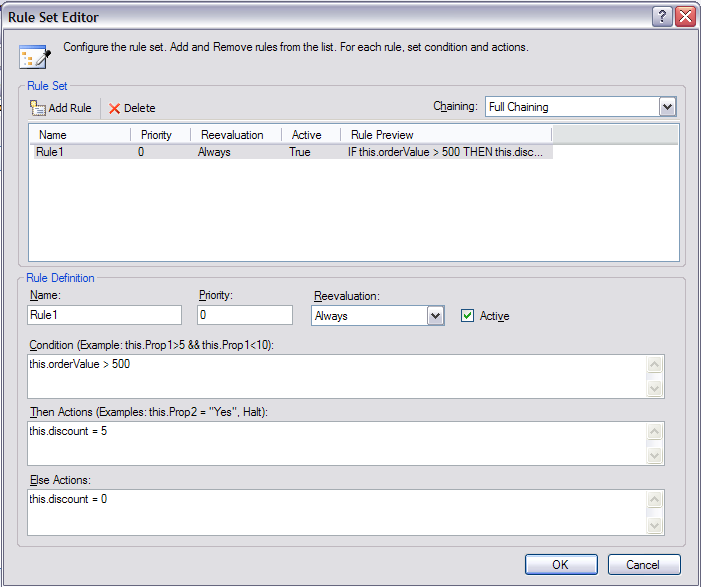 Rule Set Editor
Configure the rule set. Add and Remove rules from the list. For each rule, set condition and actions.
Rule Set
Add Rule Delete Chaining: Full Chaining
Name Priority Reevaluation Active Rule Preview
Rule1 0 Always True IF this.orderValue > 500 THEN this.disc...
Rule Definition
Name: Priority: Reevaluation:
Rule1 0 Always Active
Condition (Example: this.Prop1>5 && this.Prop1<10):
this.orderValue > 500
Then Actions (Examples: this.Prop2 = "Yes", Halt):
this.discount = 5
Else Actions:
this.discount = 0
OK Cancel